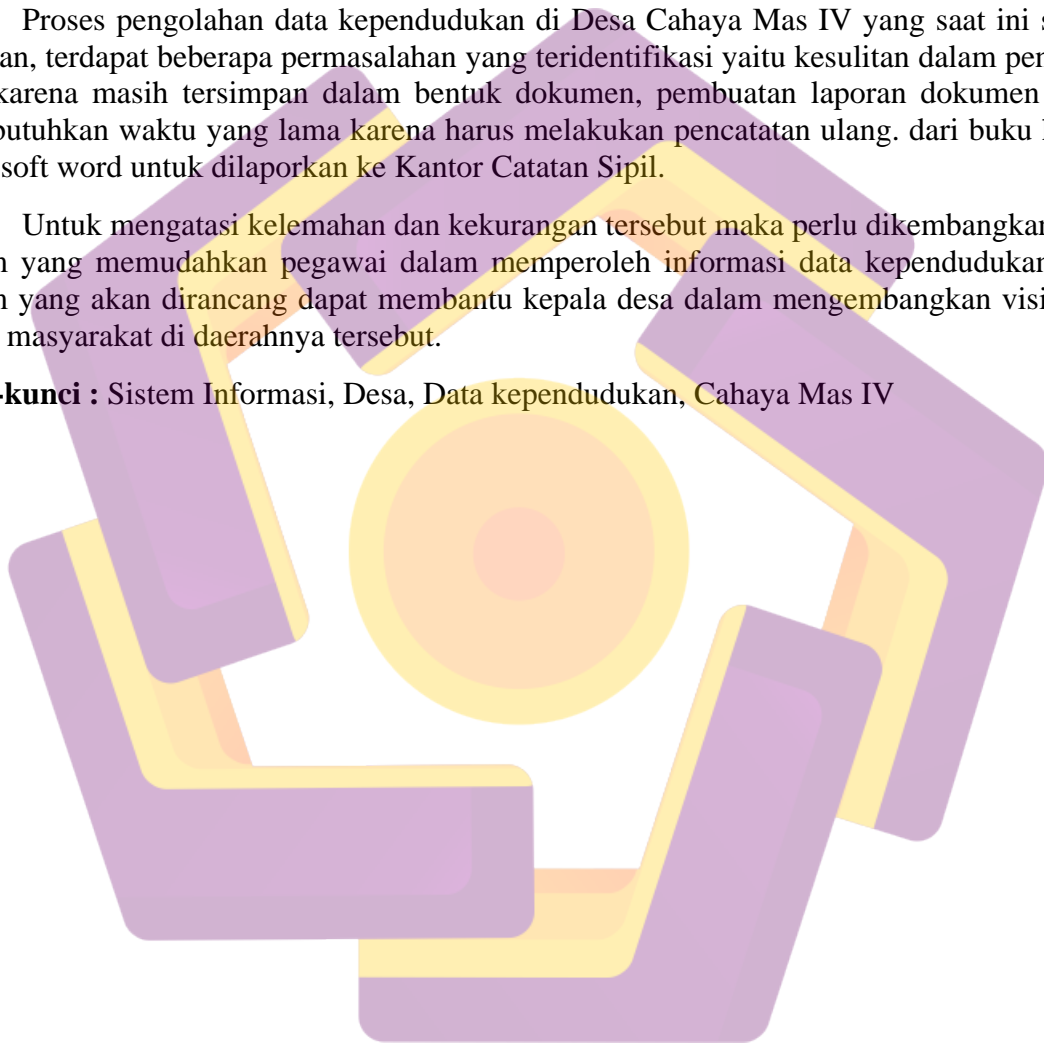 Proses pengolahan data kependudukan di Desa Cahaya Mas IV yang saat ini s
an, terdapat beberapa permasalahan yang teridentifikasi yaitu kesulitan dalam pen
karena masih tersimpan dalam bentuk dokumen, pembuatan laporan dokumen
butuhkan waktu yang lama karena harus melakukan pencatatan ulang. dari buku
soft word untuk dilaporkan ke Kantor Catatan Sipil.
Untuk mengatasi kelemahan dan kekurangan tersebut maka perlu dikembangkan
yang memudahkan pegawai dalam memperoleh informasi data kependudukan
yang akan dirancang dapat membantu kepala desa dalam mengembangkan visi
masyarakat di daerahnya tersebut.
-kunci : Sistem Informasi, Desa, Data kependudukan, Cahaya Mas IV